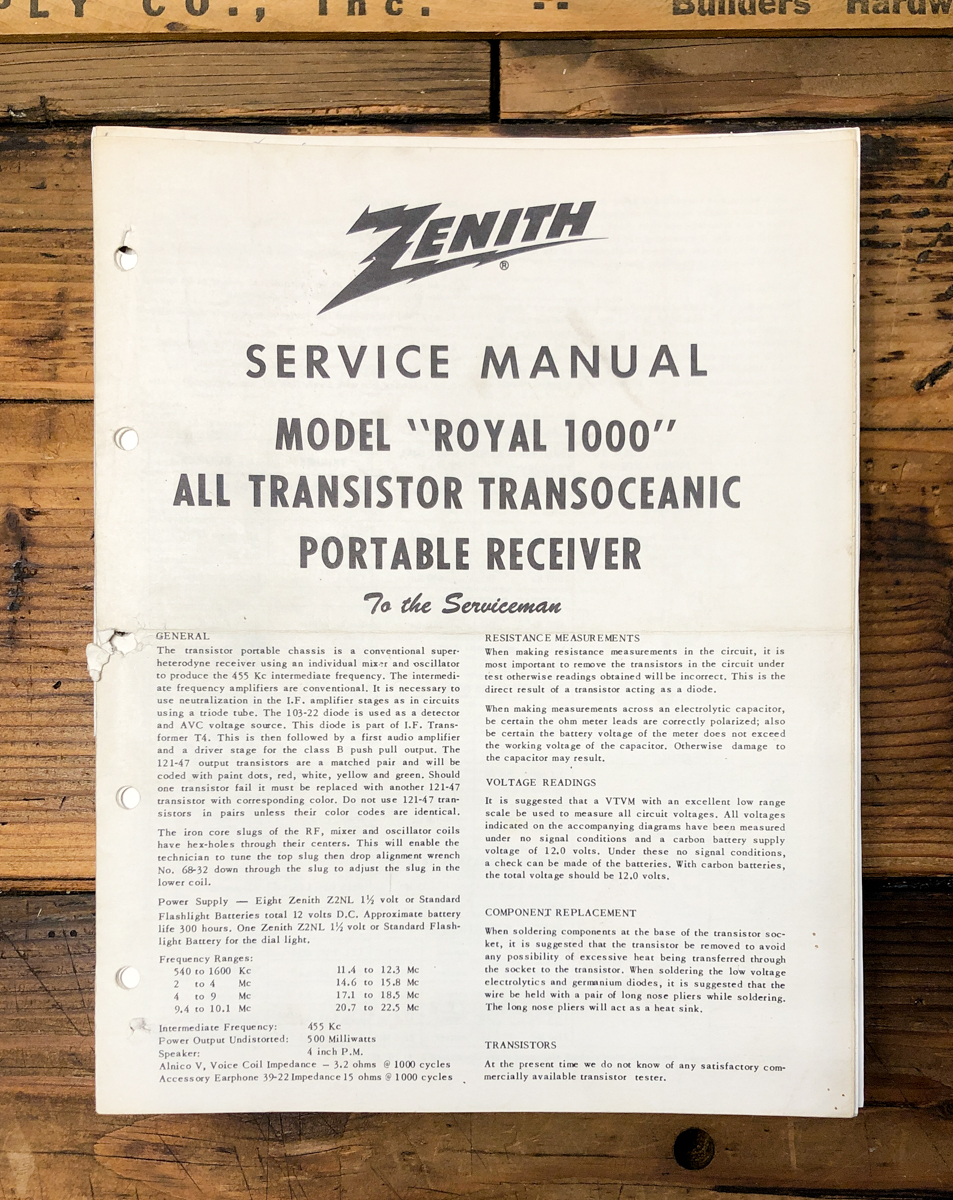 PLY CO., Inc. -- Builders Hardw
ZENITH
®
SERVICE MANUAL
MODEL "ROYAL 1000"
ALL TRANSISTOR TRANSOCEANIC
PORTABLE RECEIVER
To the Serviceman
GENERAL
The transistor portable chassis is a conventional super-
heterodyne receiver using an individual mixer and oscillator
to produce the 455 Kc intermediate frequency. The intermedi-
ate frequency amplifiers are conventional. It is necessary to
use neutralization in the I.F. amplifier stages as in circuits
using a triode tube. The 103-22 diode is used as a detector
and AVC voltage source. This diode is part of I.F. Trans-
former T4. This is then followed by a first audio amplifier
and a driver stage for the class B push pull output. The
121-47 output transistors are a matched pair and will be
coded with paint dots, red, white, yellow and green. Should
one transistor fail it must be replaced with another 121-47
transistor with corresponding color. Do not use 121-47 tran-
sistors in pairs unless their color codes are identical.
The iron core slugs of the RF, mixer and oscillator coils
have hex-holes through their centers. This will enable the
technician to tune the top slug then drop alignment wrench
No. 68-32 down through the slug to adjust the slug in the
lower coil.
Power Supply — Eight Zenith Z2NL 1½ volt or Standard
Flashlight Batteries total 12 volts D.C. Approximate battery
life 300 hours. One Zenith Z2NL 1½ volt or Standard Flash-
light Battery for the dial light.
Frequency Ranges:
540 to 1600 Kc 11.4 to 12.3 Mc
2 to 4 Mc 14.6 to 15.8 Mc
4 to 9 Mc 17.1 to 18.5 Mc
9.4 to 10.1 Mc 20.7 to 22.5 Mc
Intermediate Frequency: 455 Kc
Power Output Undistorted: 500 Milliwatts
Speaker: 4 inch P.M.
Alnico V, Voice Coil Impedance — 3.2 ohms @ 1000 cycles
Accessory Earphone 39-22 Impedance 15 ohms @ 1000 cycles
RESISTANCE MEASUREMENTS
When making resistance measurements in the circuit, it is
most important to remove the transistors in the circuit under
test otherwise readings obtained will be incorrect. This is the
direct result of a transistor acting as a diode.
When making measurements across an electrolytic capacitor,
be certain the ohm meter leads are correctly polarized; also
be certain the battery voltage of the meter does not exceed
the working voltage of the capacitor. Otherwise damage to
the capacitor may result.
VOLTAGE READINGS
It is suggested that a VTVM with an excellent low range
scale be used to measure all circuit voltages. All voltages
indicated on the accompanying diagrams have been measured
under no signal conditions and a carbon battery supply
voltage of 12.0 volts. Under these no signal conditions,
a check can be made of the batteries. With carbon batteries,
the total voltage should be 12.0 volts.
COMPONENT REPLACEMENT
When soldering components at the base of the transistor soc-
ket, it is suggested that the transistor be removed to avoid
any possibility of excessive heat being transferred through
the socket to the transistor. When soldering the low voltage
electrolytics and germanium diodes, it is suggested that the
wire be held with a pair of long nose pliers while soldering.
The long nose pliers will act as a heat sink.
TRANSISTORS
At the present time we do not know of any satisfactory com-
mercially available transistor tester.